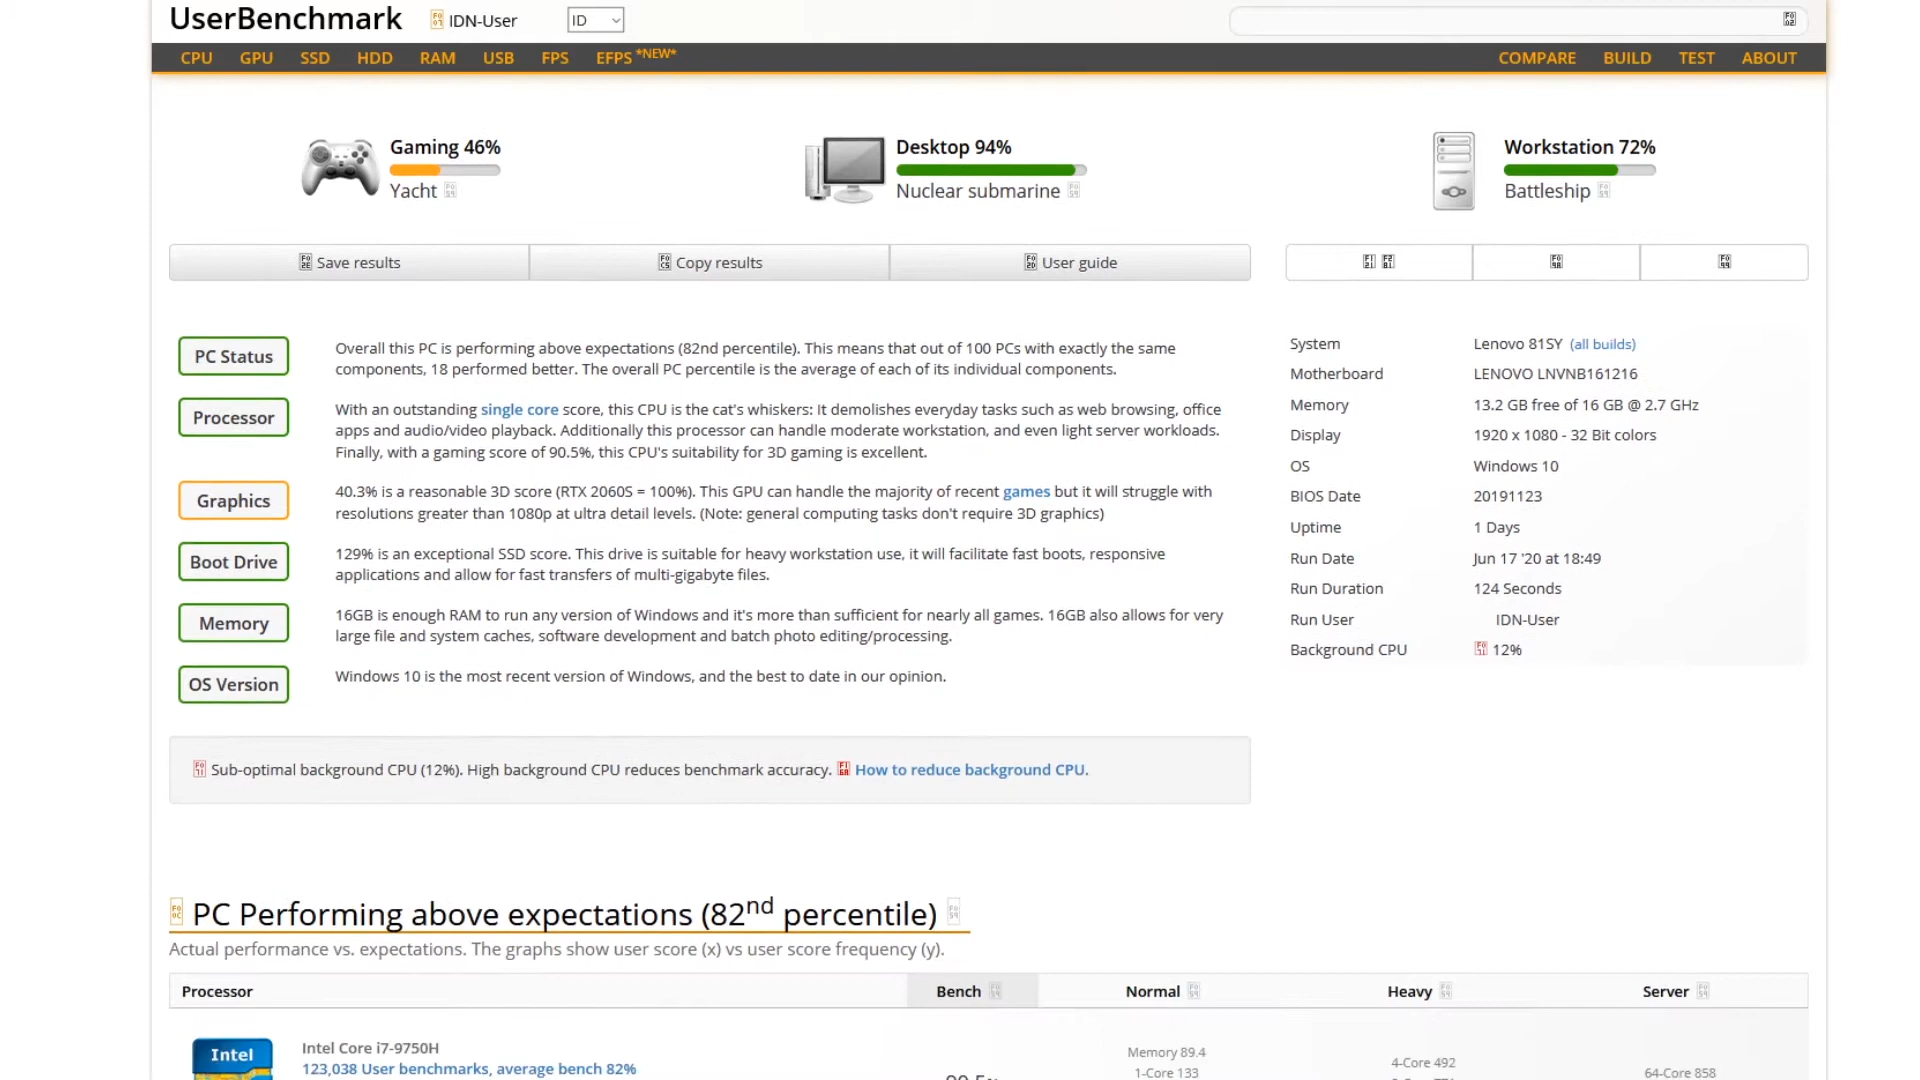 UserBenchmark IDN-User ID
CPU GPU SSD HDD RAM USB FPS EFPS *NEW* COMPARE BUILD TEST ABOUT
Gaming 46%
Yacht
Desktop 94%
Nuclear submarine
Workstation 72%
Battleship
Save results Copy results User guide
PC Status
Overall this PC is performing above expectations (82nd percentile). This means that out of 100 PCs with exactly the same
components, 18 performed better. The overall PC percentile is the average of each of its individual components.
Processor
With an outstanding single core score, this CPU is the cat's whiskers: It demolishes everyday tasks such as web browsing, office
apps and audio/video playback. Additionally this processor can handle moderate workstation, and even light server workloads.
Finally, with a gaming score of 90.5%, this CPU's suitability for 3D gaming is excellent.
Graphics
40.3% is a reasonable 3D score (RTX 2060S = 100%). This GPU can handle the majority of recent games but it will struggle with
resolutions greater than 1080p at ultra detail levels. (Note: general computing tasks don't require 3D graphics)
Boot Drive
129% is an exceptional SSD score. This drive is suitable for heavy workstation use, it will facilitate fast boots, responsive
applications and allow for fast transfers of multi-gigabyte files.
Memory
16GB is enough RAM to run any version of Windows and it's more than sufficient for nearly all games. 16GB also allows for very
large file and system caches, software development and batch photo editing/processing.
OS Version
Windows 10 is the most recent version of Windows, and the best to date in our opinion.
System Lenovo 81SY (all builds)
Motherboard LENOVO LNVNB161216
Memory 13.2 GB free of 16 GB @ 2.7 GHz
Display 1920 x 1080 - 32 Bit colors
OS Windows 10
BIOS Date 20191123
Uptime 1 Days
Run Date Jun 17 '20 at 18:49
Run Duration 124 Seconds
Run User IDN-User
Background CPU 12%
Sub-optimal background CPU (12%). High background CPU reduces benchmark accuracy. How to reduce background CPU.
PC Performing above expectations (82nd percentile)
Actual performance vs. expectations. The graphs show user score (x) vs user score frequency (y).
Processor Bench Normal Heavy Server
Intel
Intel Core i7-9750H
123,038 User benchmarks, average bench 82%
Memory 89.4
1-Core 133
4-Core 492
64-Core 858